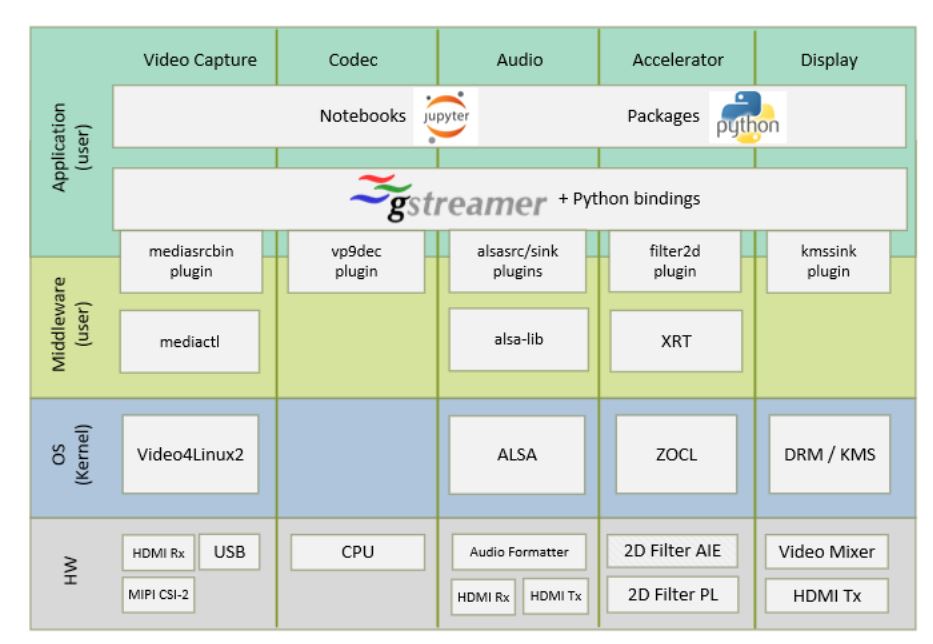 Video Capture
Codec
Audio
Accelerator
Display
Application
(user)
Notebooks
jupyter
Packages
python
gstreamer + Python bindings
mediasrcbin
plugin
vp9dec
plugin
alsasrc/sink
plugins
filter2d
plugin
kmssink
plugin
Middleware
(user)
mediactl
alsa-lib
XRT
OS
(Kernel)
Video4Linux2
ALSA
ZOCL
DRM / KMS
HW
HDMI Rx
USB
MIPI CSI-2
CPU
Audio Formatter
HDMI Rx
HDMI Tx
2D Filter AIE
2D Filter PL
Video Mixer
HDMI Tx